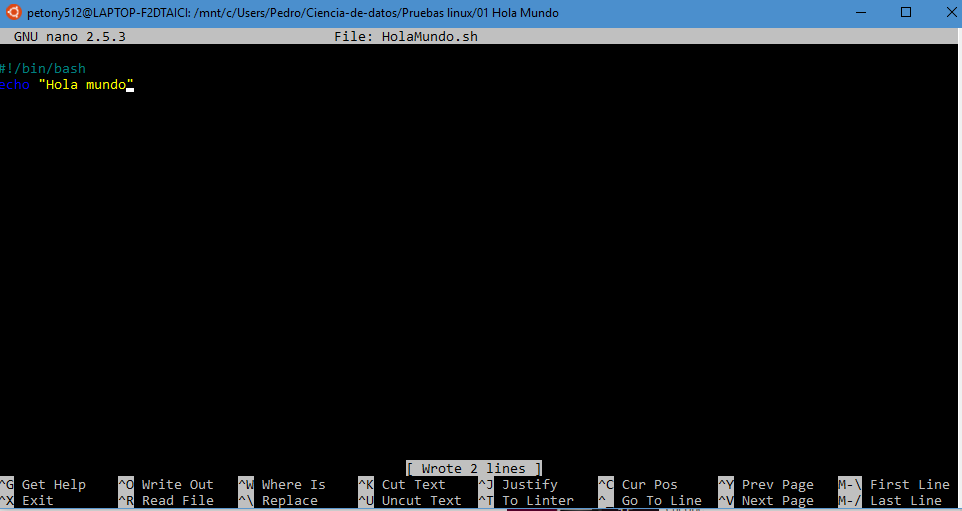 petony512@LAPTOP-F2DTAICI: /mnt/c/Users/Pedro/Ciencia-de-datos/Pruebas linux/01 Hola Mundo
GNU nano 2.5.3 File: HolaMundo.sh
#!/bin/bash
echo "Hola mundo"
[ Wrote 2 lines ]
^G Get Help ^O Write Out ^W Where Is ^K Cut Text ^J Justify ^C Cur Pos ^Y Prev Page M-\ First Line
^X Exit ^R Read File ^\ Replace ^U Uncut Text ^T To Linter ^_ Go To Line ^V Next Page M-/ Last Line